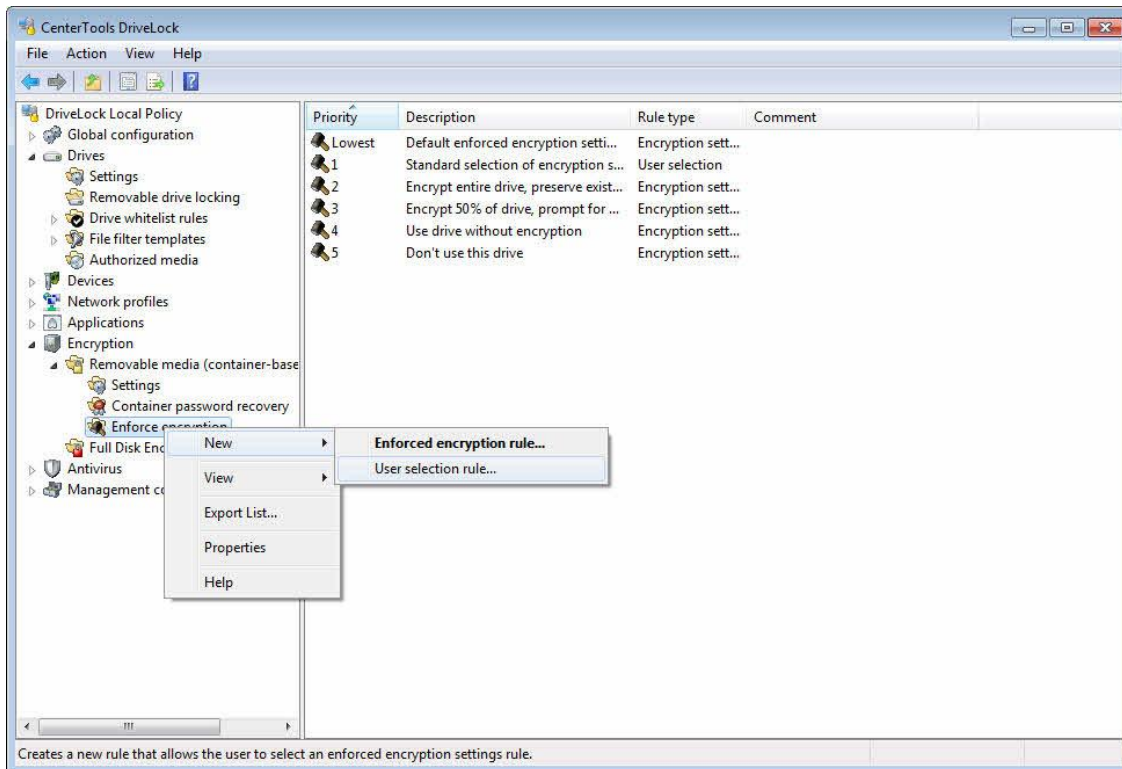 CenterTools DriveLock
File Action View Help
DriveLock Local Policy
Global configuration
Drives
Settings
Removable drive locking
Drive whitelist rules
File filter templates
Authorized media
Devices
Network profiles
Applications
Encryption
Removable media (container-base
Settings
Container password recovery
Enforce encryption
Full Disk Enc
Antivirus
Management co
Priority Description Rule type Comment
Lowest Default enforced encryption setti... Encryption sett...
1 Standard selection of encryption s... User selection
2 Encrypt entire drive, preserve exist... Encryption sett...
3 Encrypt 50% of drive, prompt for ... Encryption sett...
4 Use drive without encryption Encryption sett...
5 Don't use this drive Encryption sett...
New
View
Export List...
Properties
Help
Enforced encryption rule...
User selection rule...
Creates a new rule that allows the user to select an enforced encryption settings rule.